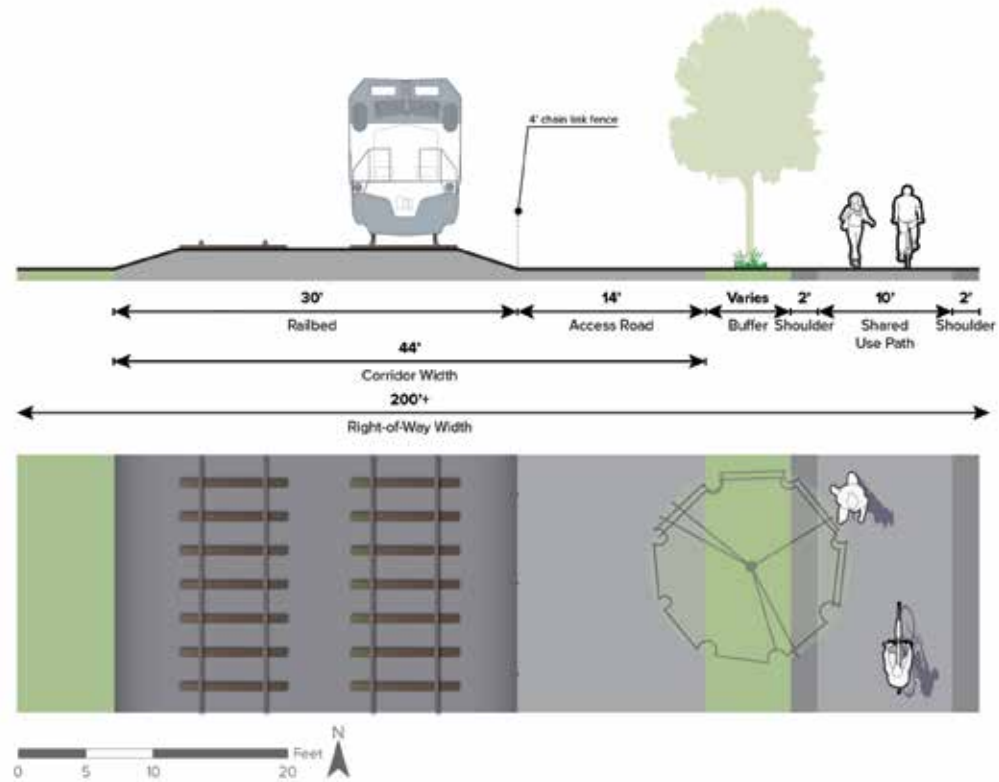 4' chain link fence
30'
14'
Varies
2'
10'
2'
Railbed
Access Road
Buffer
Shoulder
Shared
Use Path
Shoulder
44'
Corridor Width
200'+
Right-of-Way Width
Feet
N
0
5
10
20